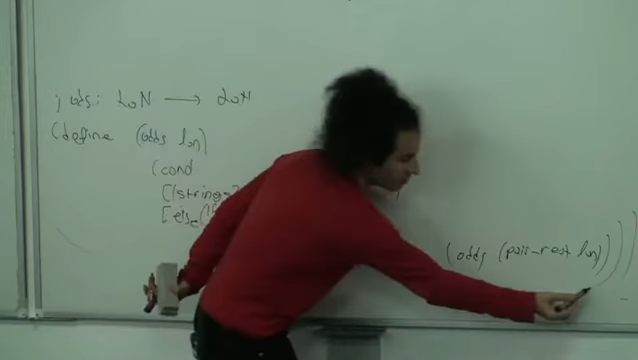 ; odds: LoN → LoN
(define (odds lon)
(cond
[(string=?
[else (
(odds (pair-rest lon))))))